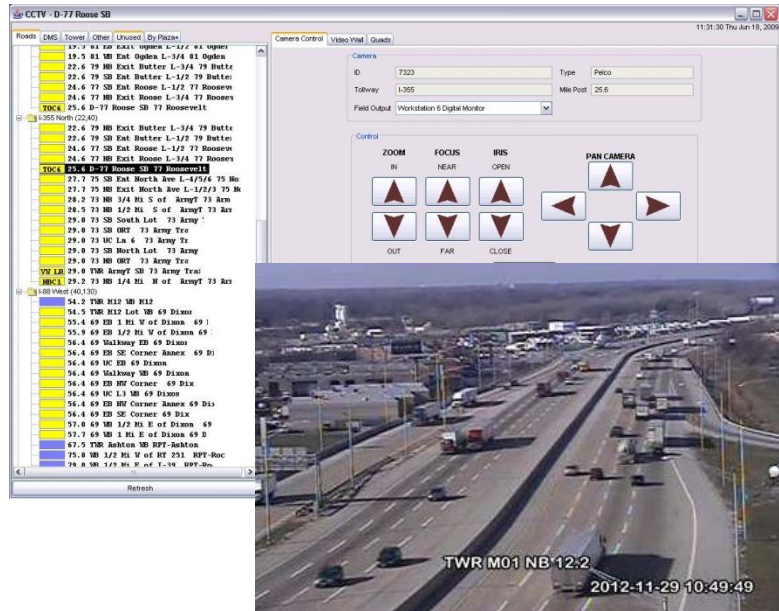 CCTV - D-77 Roose SB
11:31:30 Thu Jun 18, 2009
Roads DMS Tower Other Unused By Plaza+
Camera Control Video Wall Quads
19.5 81 EB Exit Ogden L-1/2 81 Ogden
19.5 81 WB Ent Ogden L-3/4 81 Ogden
22.6 79 NB Exit Butter L-3/4 79 Butte
22.6 79 SB Ent Butter L-1/2 79 Butte
24.6 77 SB Ent Roose L-1/2 77 Roosev
24.6 77 NB Exit Roose L-3/4 77 Roosev
TOC6 25.6 D-77 Roose SB 77 Roosevelt
I-355 North (22,40)
22.6 79 NB Exit Butter L-3/4 79 Butte
22.6 79 SB Ent Butter L-1/2 79 Butte
24.6 77 SB Ent Roose L-1/2 77 Roosev
24.6 77 NB Exit Roose L-3/4 77 Roosev
TOC6 25.6 D-77 Roose SB 77 Roosevelt
27.7 75 SB Ent North Ave L-4/5/6 75 No
27.7 75 NB Exit North Ave L-1/2/3 75 N
28.2 73 NB 3/4 Mi S of ArmyT 73 Arm
28.5 73 NB 1/2 Mi S of ArmyT 73 Arm
29.0 73 SB South Lot 73 Army
29.0 73 SB ORT 73 Army Tra
29.0 73 UC Ln 6 73 Army Tr
29.0 73 SB North Lot 73 Army
29.0 73 NB ORT 73 Army Tra
VW LR 29.0 TWR ArmyT SB 73 Army Trai
NBC1 29.2 73 NB 1/4 Mi N of ArmyT 73 Arm
I-88 West (40,130)
54.2 TWR M12 WB M12
54.5 TWR M12 Lot WB 69 Dixon
55.4 69 EB 1 Mi W of Dixon 69
55.9 69 EB 1/2 Mi W of Dixon 69
56.4 69 Walkway EB 69 Dixon
56.4 69 EB SE Corner Annex 69 Di
56.4 69 UC EB 69 Dixon
56.4 69 Walkway WB 69 Dixon
56.4 69 EB NW Corner 69 Dix
56.4 69 UC L3 WB 69 Dixon
56.4 69 EB NW Corner Annex 69 Dix
56.4 69 EB SE Corner 69 Dix
57.0 69 WB 1/2 Mi E of Dixon 69
57.7 69 WB 1 Mi E of Dixon 69 D
67.5 TWR Ashton WB RPT-Ashton
75.8 WB 1/2 Mi W of RT 251 RPT-Roc
79.0 WB 1/2 Mi E of I-39 RPT-Ro
Refresh
Camera
ID 7323 Type Pelco
Tollway I-355 Mile Post 25.6
Field Output Workstation 6 Digital Monitor
Control
ZOOM FOCUS IRIS PAN CAMERA
IN NEAR OPEN
OUT FAR CLOSE
TWR M01 NB 12.2
2012-11-29 10:49:49